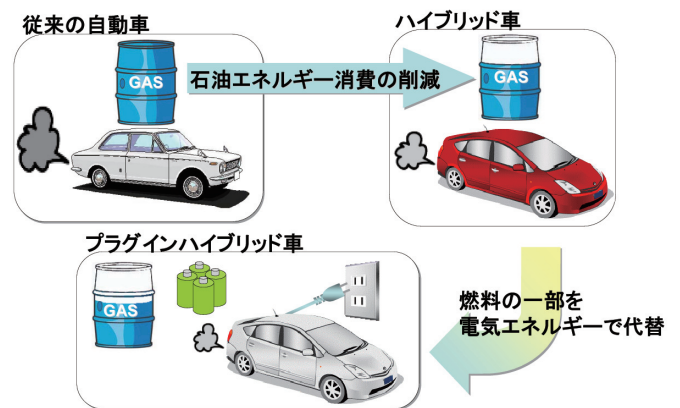 従来の自動車
ハイブリッド車
GAS
石油エネルギー消費の削減
GAS
プラグインハイブリッド車
GAS
燃料の一部を
電気エネルギーで代替